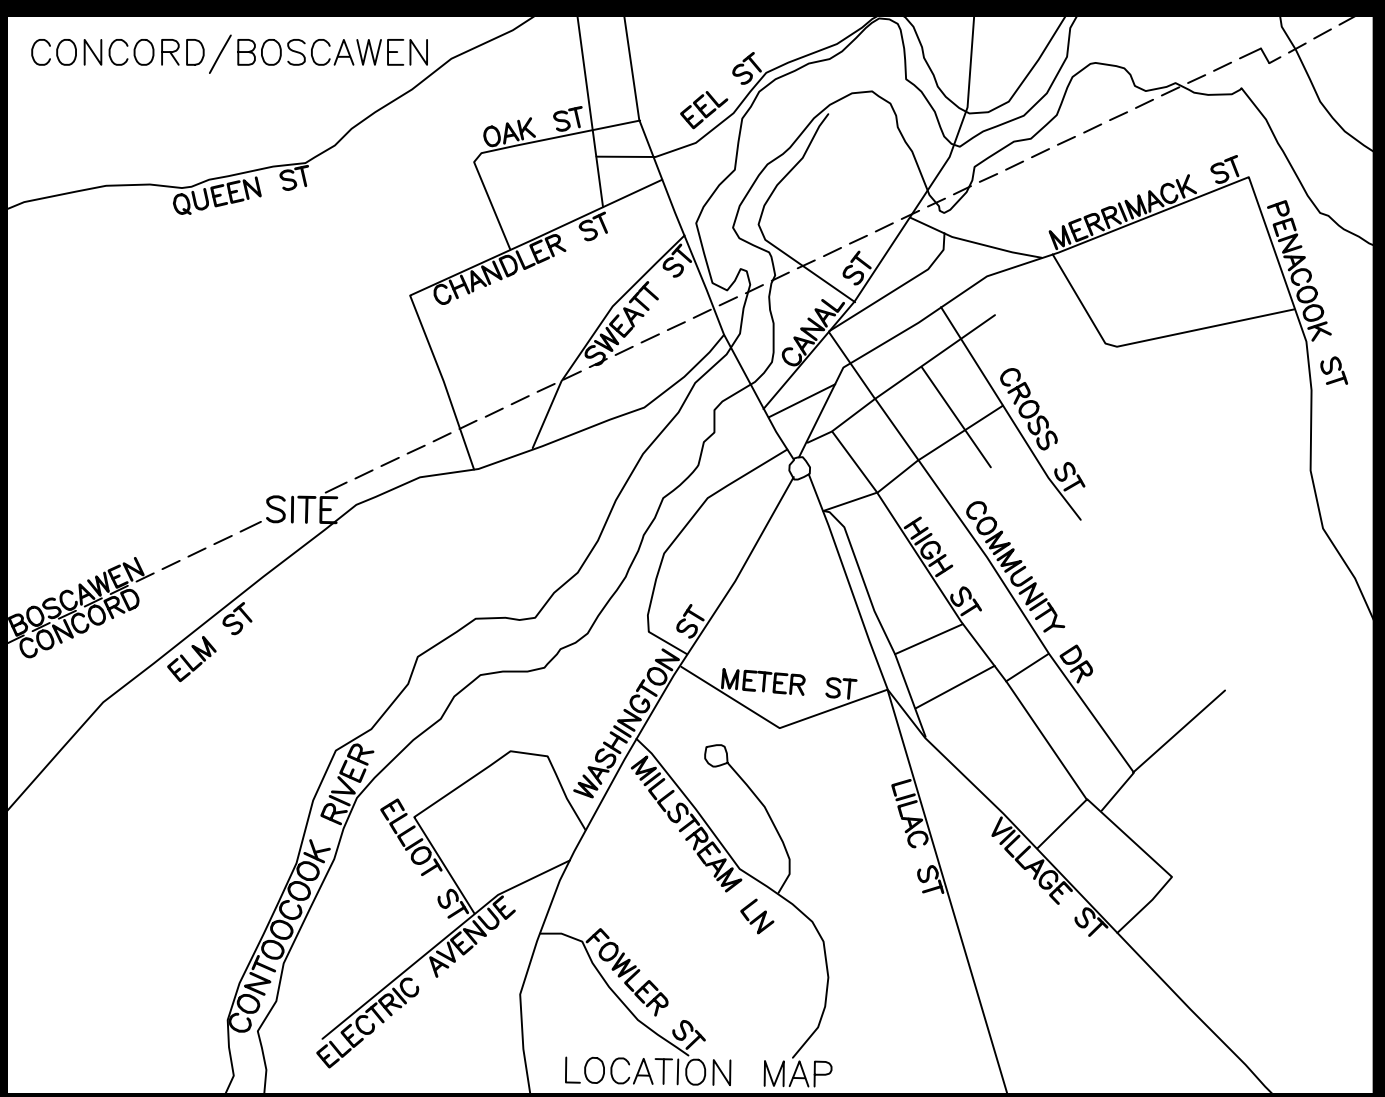 CONCORD/BOSCAWEN
EEL ST
OAK ST
QUEEN ST
MERRIMACK ST
CHANDLER ST
PENACOOK ST
SWEATT ST
CANAL ST
CROSS ST
SITE
COMMUNITY DR
HIGH ST
BOSCAWEN
CONCORD
ELM ST
WASHINGTON ST
METER ST
CONTOOCOOK RIVER
MILLSTREAM LN
LILAC ST
ELLIOT ST
VILLAGE ST
ELECTRIC AVENUE
FOWLER ST
LOCATION MAP